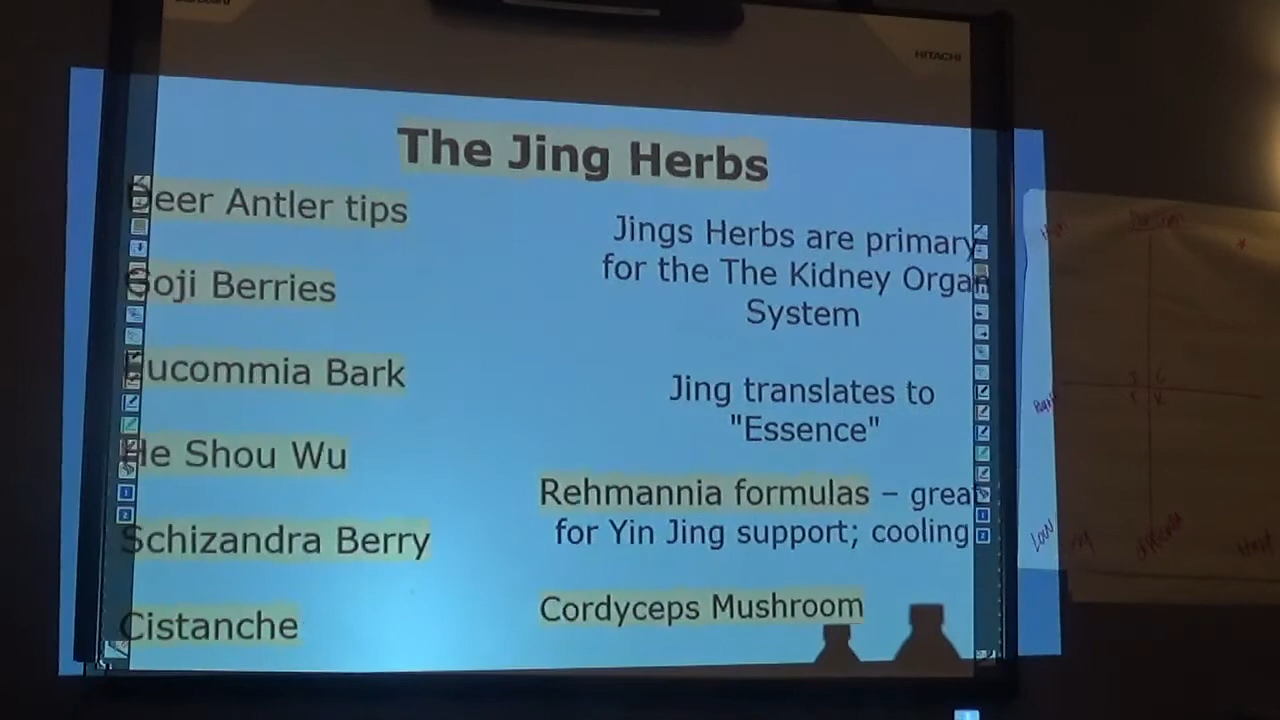 HITACHI
The Jing Herbs
Deer Antler tips
Goji Berries
Eucommia Bark
He Shou Wu
Schizandra Berry
Cistanche
Jings Herbs are primary
for the The Kidney Organ
System
Jing translates to
"Essence"
Rehmannia formulas – great
for Yin Jing support; cooling
Cordyceps Mushroom
Low